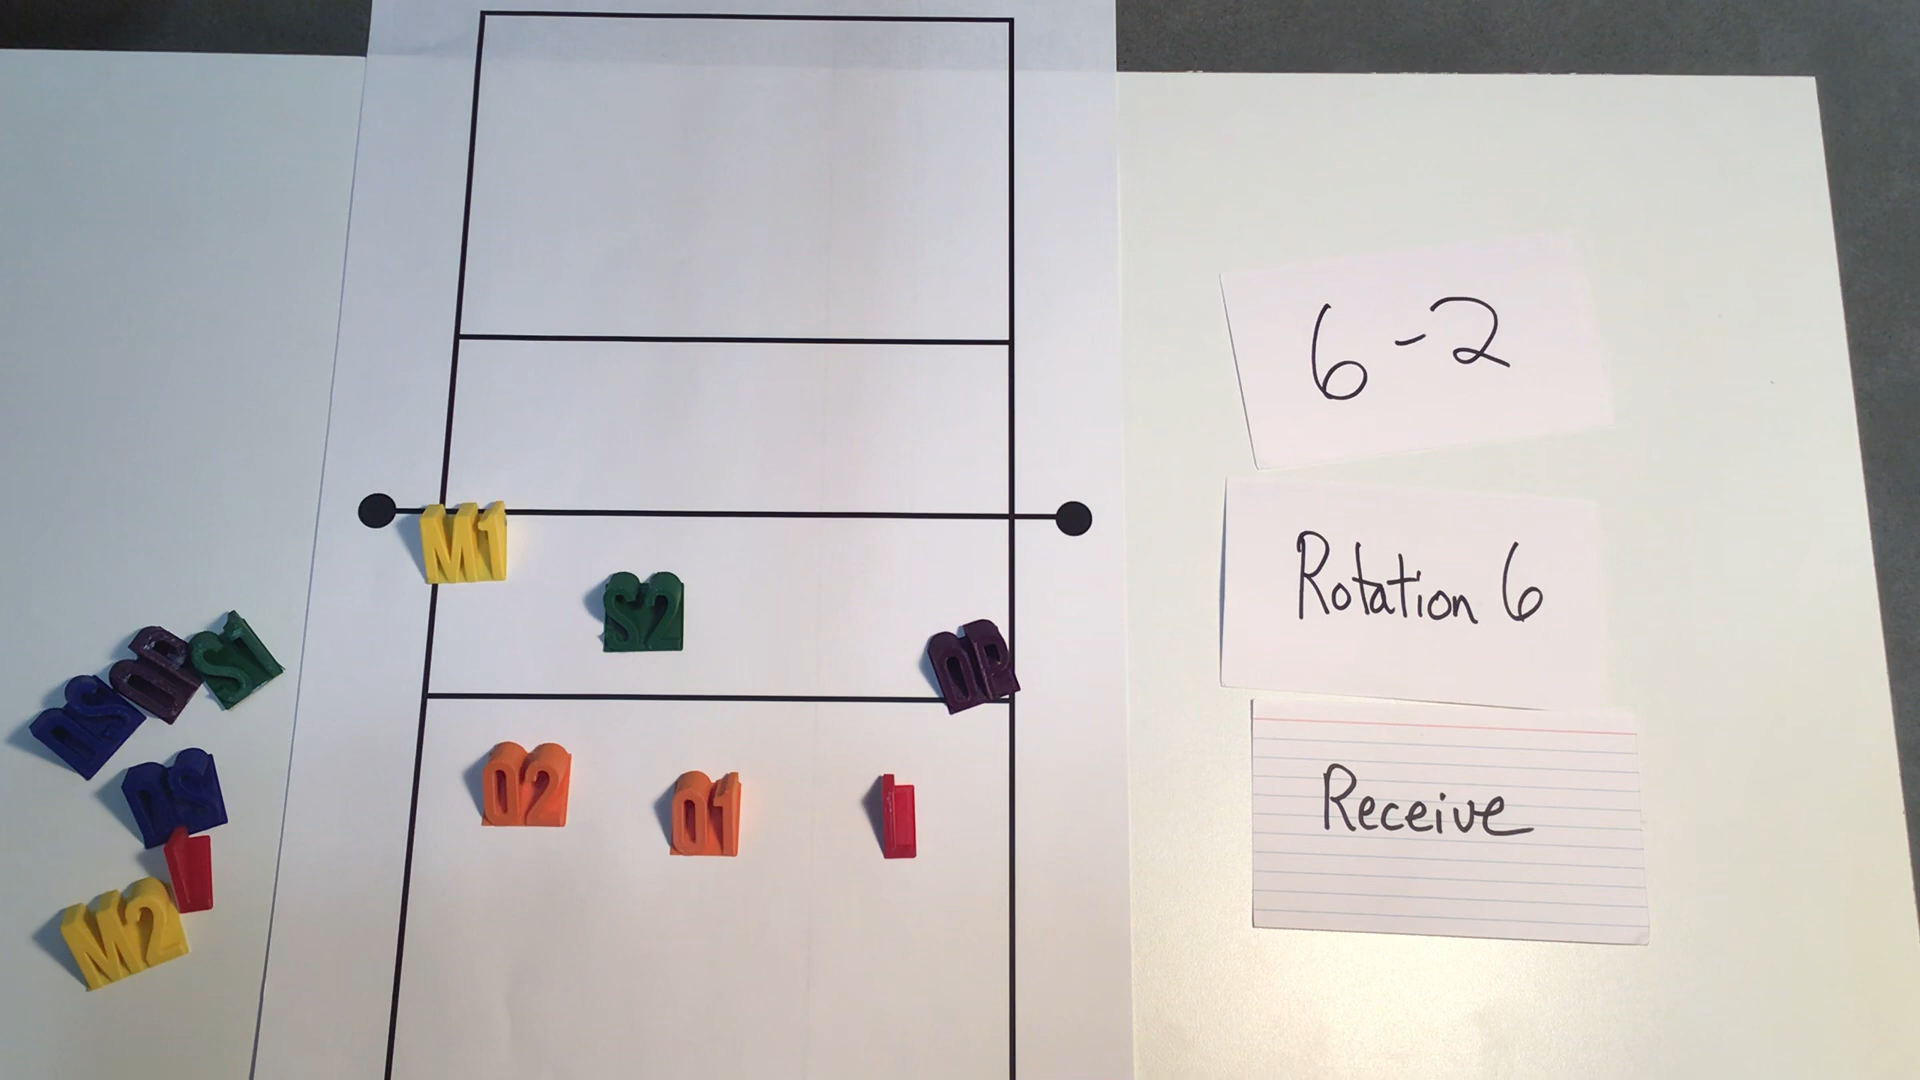 6-2
M1
Rotation 6
S2
S1
OP
OP
DS
O2
O1
L
Receive
DS
L
M2